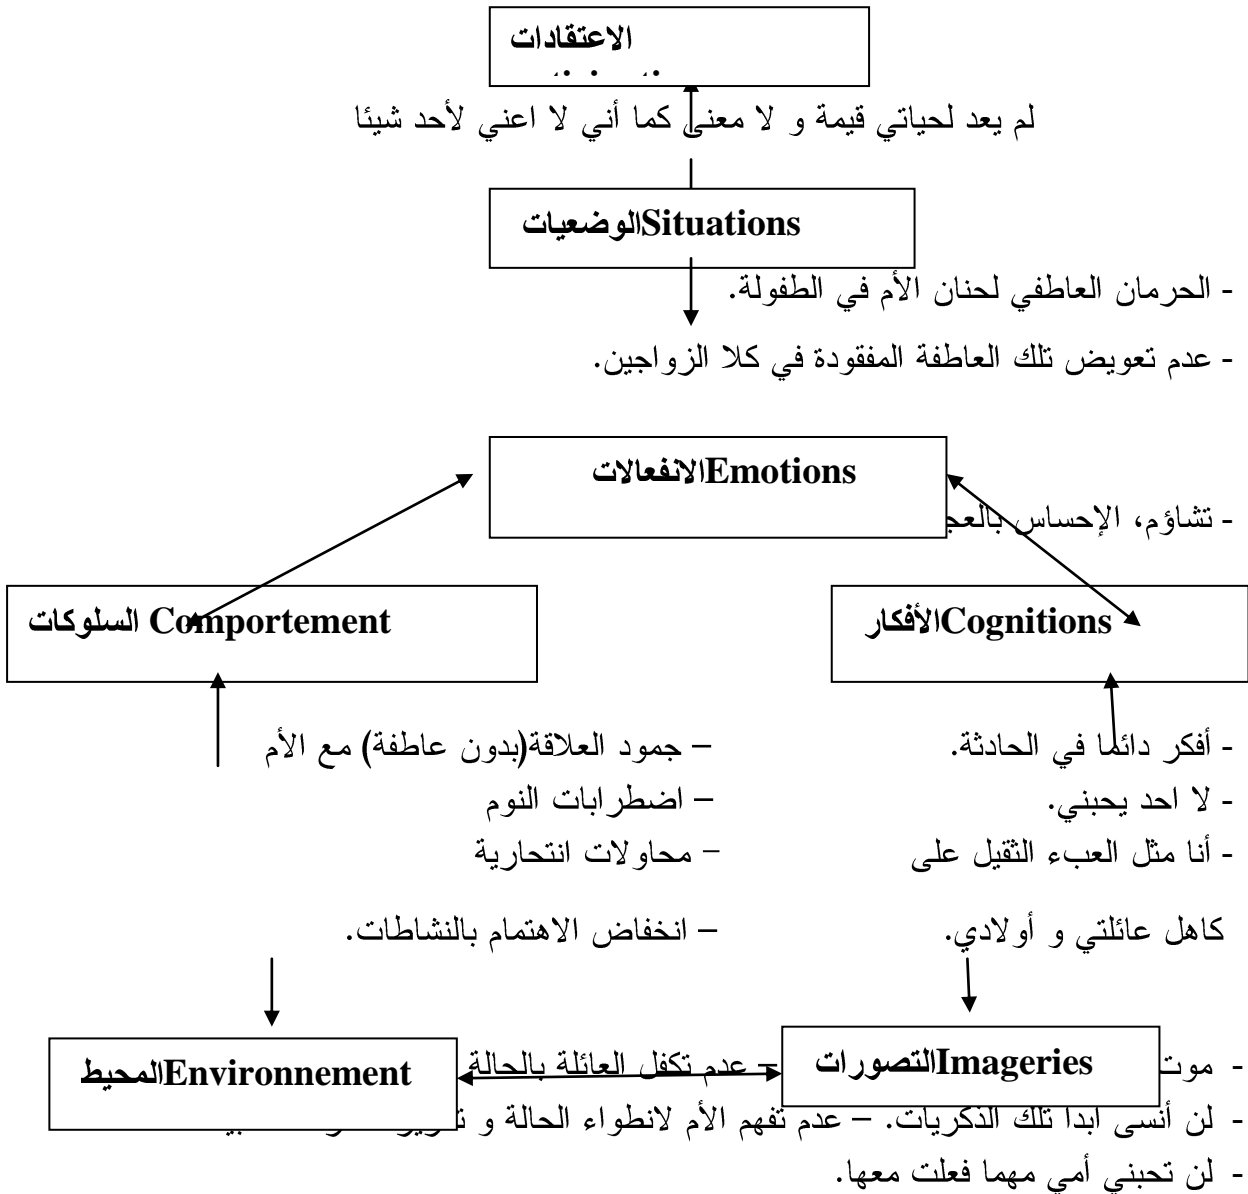 الاعتقادات
لم يعد لحياتي قيمة و لا معنى كما أني لا اعني لأحد شيئا
الوضعياتSituations
- الحرمان العاطفي لحنان الأم في الطفولة.
- عدم تعويض تلك العاطفة المفقودة في كلا الزواجين.
الانفعالاتEmotions
- تشاؤم، الإحساس
الأفكارCognitions
السلوكات Comportement
- أفكر دائما في الحادثة. – جمود العلاقة(بدون عاطفة) مع الأم
- لا احد يحبني. – اضطرابات النوم
- أنا مثل العبء الثقيل على – محاولات انتحارية
كاهل عائلتي و أولادي. – انخفاض الاهتمام بالنشاطات.
التصوراتImageries
المحيطEnvironnement
- موت – عدم تكفل العائلة بالحالة
- لن أنسى ابدا تلك الذكريات. – عدم تفهم الأم لانطواء الحالة و
- لن تحبني أمي مهما فعلت معها.